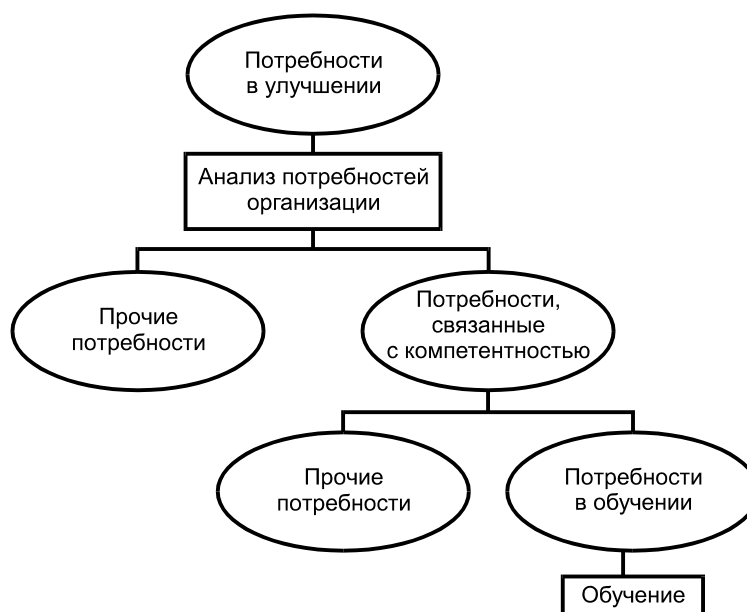 Потребности
в улучшении
Анализ потребностей
организации
Прочие
потребности
Потребности,
связанные
с компетентностью
Прочие
потребности
Потребности
в обучении
Обучение